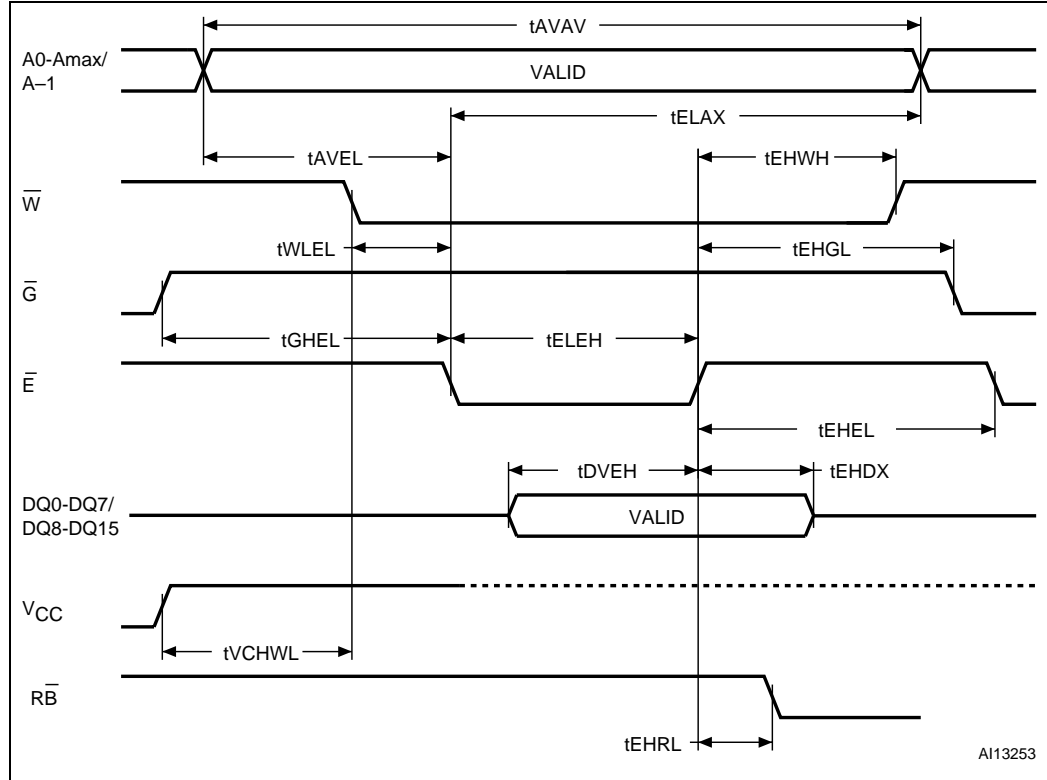 tAVAV
A0-Amax/
A–1
VALID
tELAX
tAVEL
tEHWH
W̅
tWLEL
tEHGL
G̅
tGHEL
tELEH
E̅
tEHEL
tDVEH
tEHDX
DQ0-DQ7/
DQ8-DQ15
VALID
VCC
tVCHWL
RB̅
tEHRL
AI13253